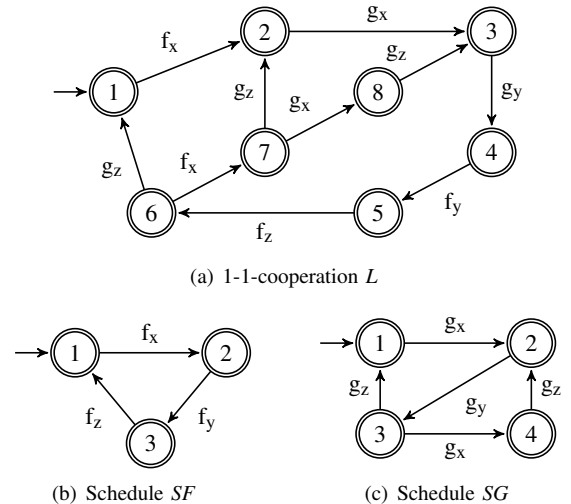 f_x
g_x
1
2
3
g_z
g_z
g_x
8
g_y
7
4
g_z
f_x
f_y
6
5
f_z
(a) 1-1-cooperation L
1
f_x
2
f_z
f_y
3
(b) Schedule SF
1
g_x
2
g_z
g_y
g_z
3
g_x
4
(c) Schedule SG